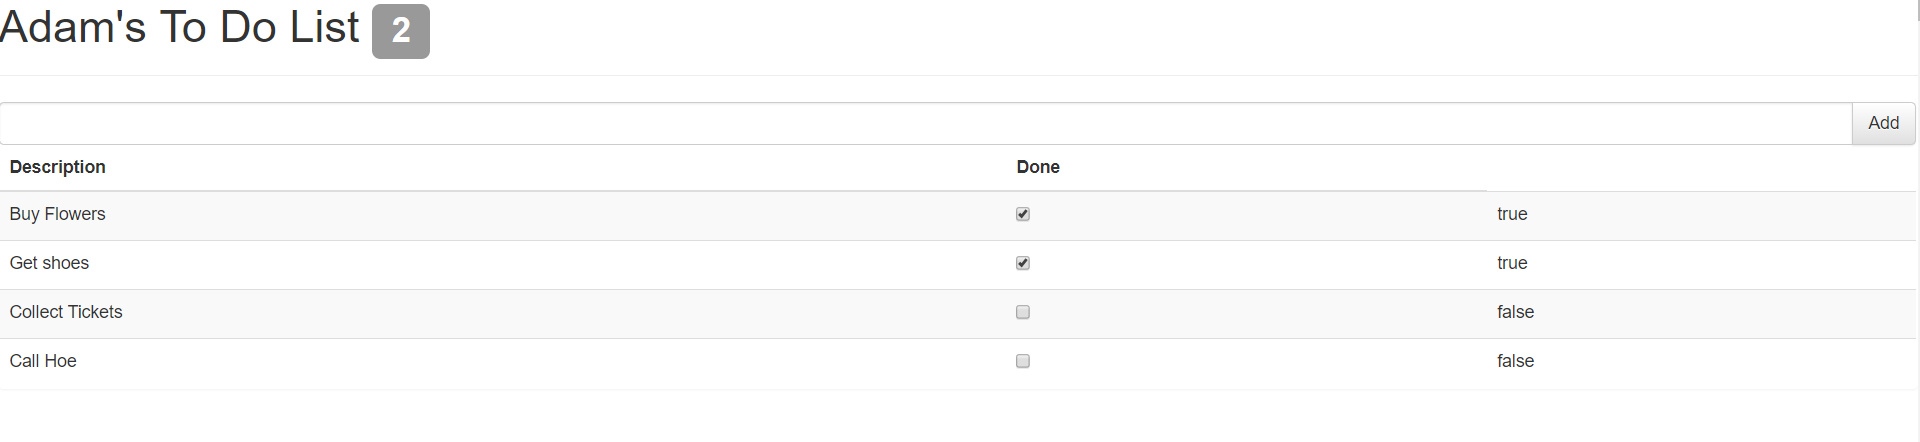 Adam's To Do List 2
Add
Description Done
Buy Flowers true
Get shoes true
Collect Tickets false
Call Hoe false